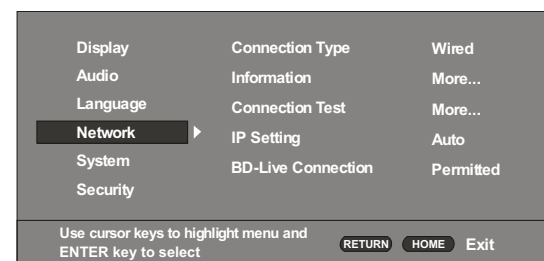 Display
Audio
Language
Network
System
Security
Connection Type Wired
Information More...
Connection Test More...
IP Setting Auto
BD-Live Connection Permitted
Use cursor keys to highlight menu and
ENTER key to select
RETURN HOME Exit